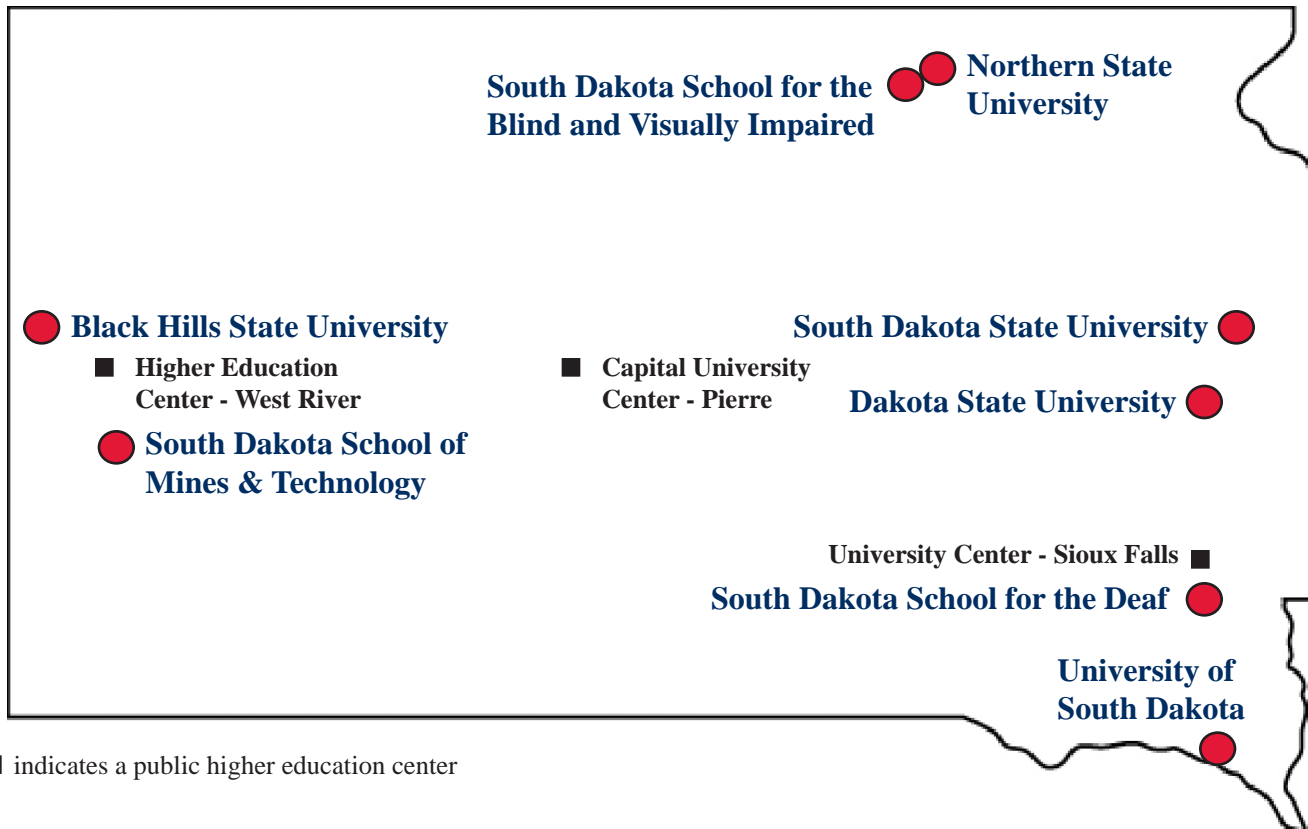 Northern State
University
South Dakota School for the
Blind and Visually Impaired
Black Hills State University
South Dakota State University
Higher Education
Center - West River
Capital University
Center - Pierre
Dakota State University
South Dakota School of
Mines & Technology
University Center - Sioux Falls
South Dakota School for the Deaf
University of
South Dakota
indicates a public higher education center